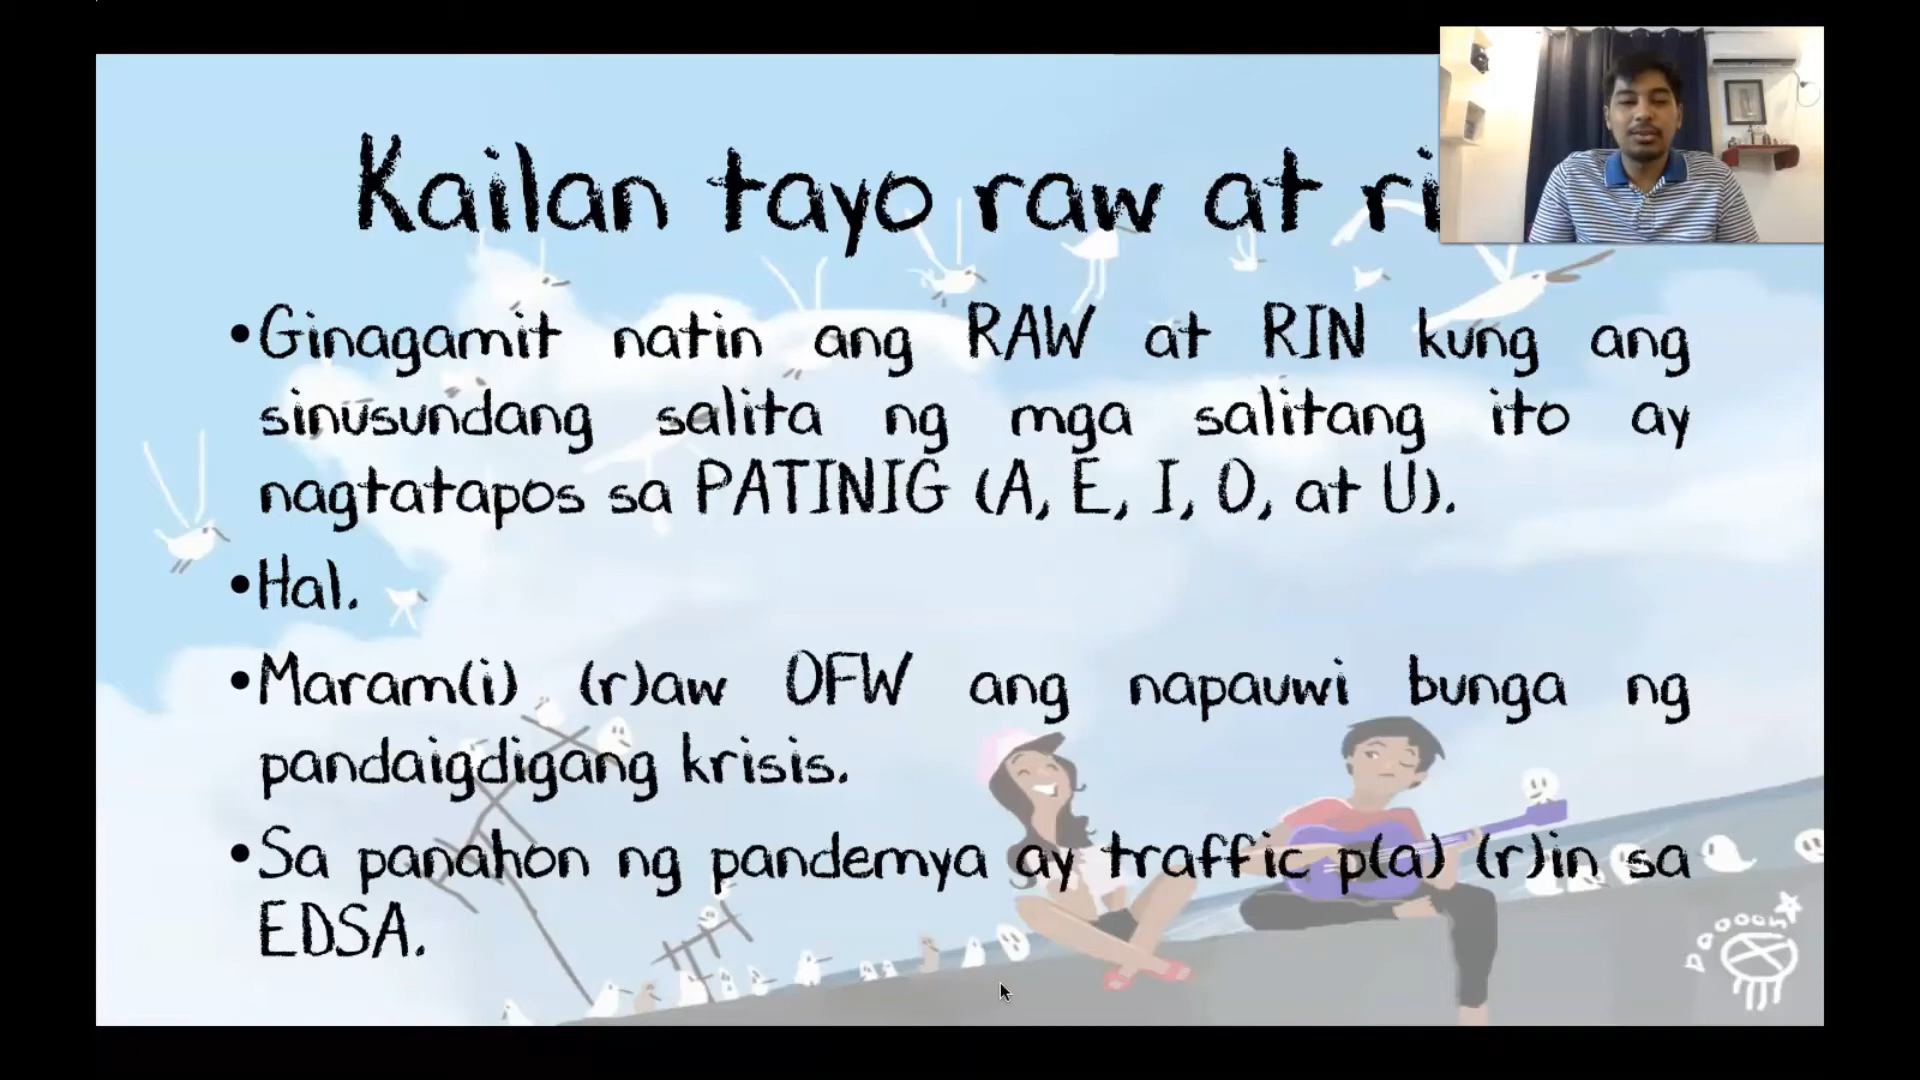 Kailan tayo raw at ri
•Ginagamit natin ang RAW at RIN kung ang
sinusundang salita ng mga salitang ito ay
nagtatapos sa PATINIG (A, E, I, O, at U).
•Hal.
•Maram(i) (r)aw OFW ang napauwi bunga ng
pandaigdigang krisis.
•Sa panahon ng pandemya ay traffic p(a) (r)in sa
EDSA.